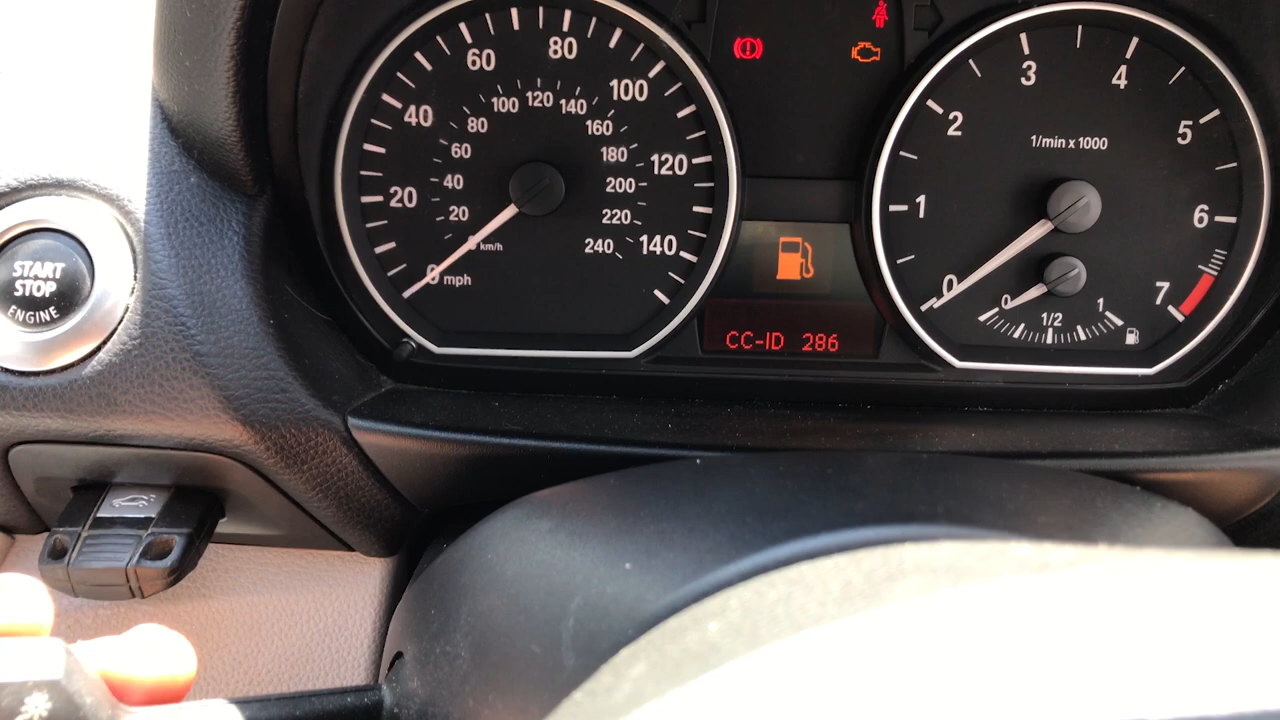 START
STOP
ENGINE
0 20 40 60 80 100 120 140
mph
20 40 60 80 100 120 140 160 180 200 220 240
km/h
CC-ID 286
0 1 2 3 4 5 6 7
1/min x 1000
0 1/2 1